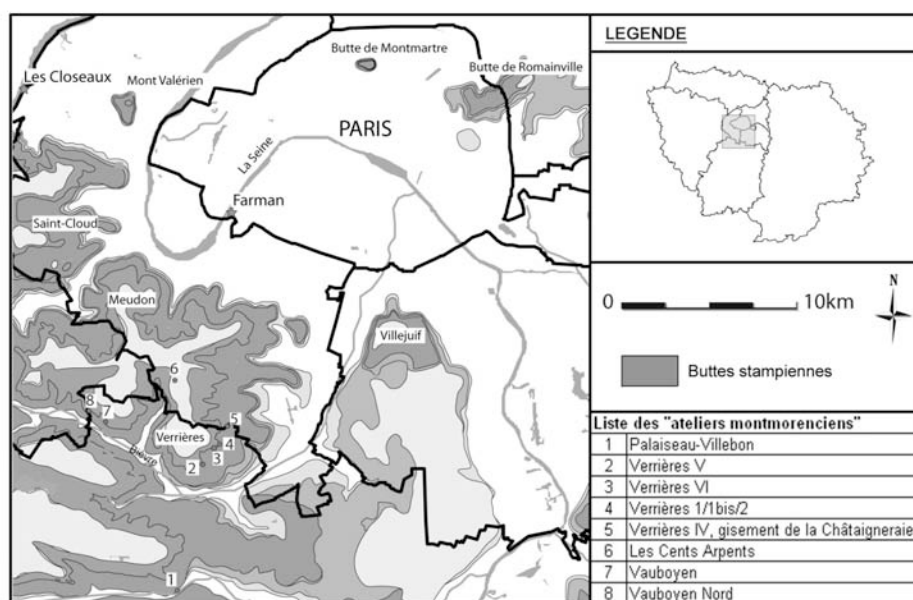 Les Closeaux
Mont Valérien
Butte de Montmartre
Butte de Romainville
PARIS
La Seine
Farman
Saint-Cloud
Meudon
Villejuif
6
8
7
5
Verrières
4
3
2
Bièvre
1
LEGENDE
N
0
10km
Buttes stampiennes
Liste des "ateliers montmorenciens"
1 Palaiseau-Villebon
2 Verrières V
3 Verrières VI
4 Verrières 1/1bis/2
5 Verrières IV, gisement de la Châtaigneraie
6 Les Cents Arpents
7 Vauboyen
8 Vauboyen Nord